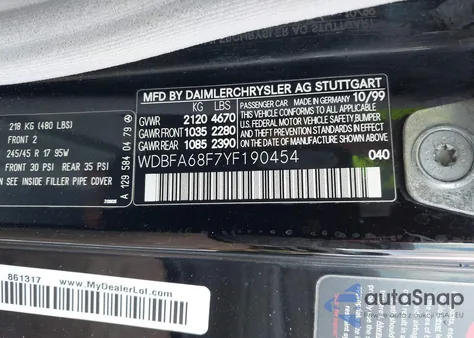 MFD BY DAIMLERCHRYSLER AG STUTTGART
KG LBS
GVWR 2120 4670
GAWR FRONT 1035 2280
GAWR REAR 1085 2390
PASSENGER CAR MADE IN GERMANY 10/99
THIS VEHICLE CONFORMS TO ALL APPLICABLE
U.S. FEDERAL MOTOR VEHICLE SAFETY, BUMPER,
AND THEFT PREVENTION STANDARDS IN EFFECT
ON THE DATE OF MANUFACTURE SHOWN ABOVE.
WDBFA68F7YF190454 040
218 KG (480 LBS)
FRONT 2
245/45 R 17 95W
FRONT 30 PSI REAR 35 PSI
SEE ON INSIDE FILLER PIPE COVER
A 129 584 04 79
861317
www.MyDealerLot.com
autoSnap